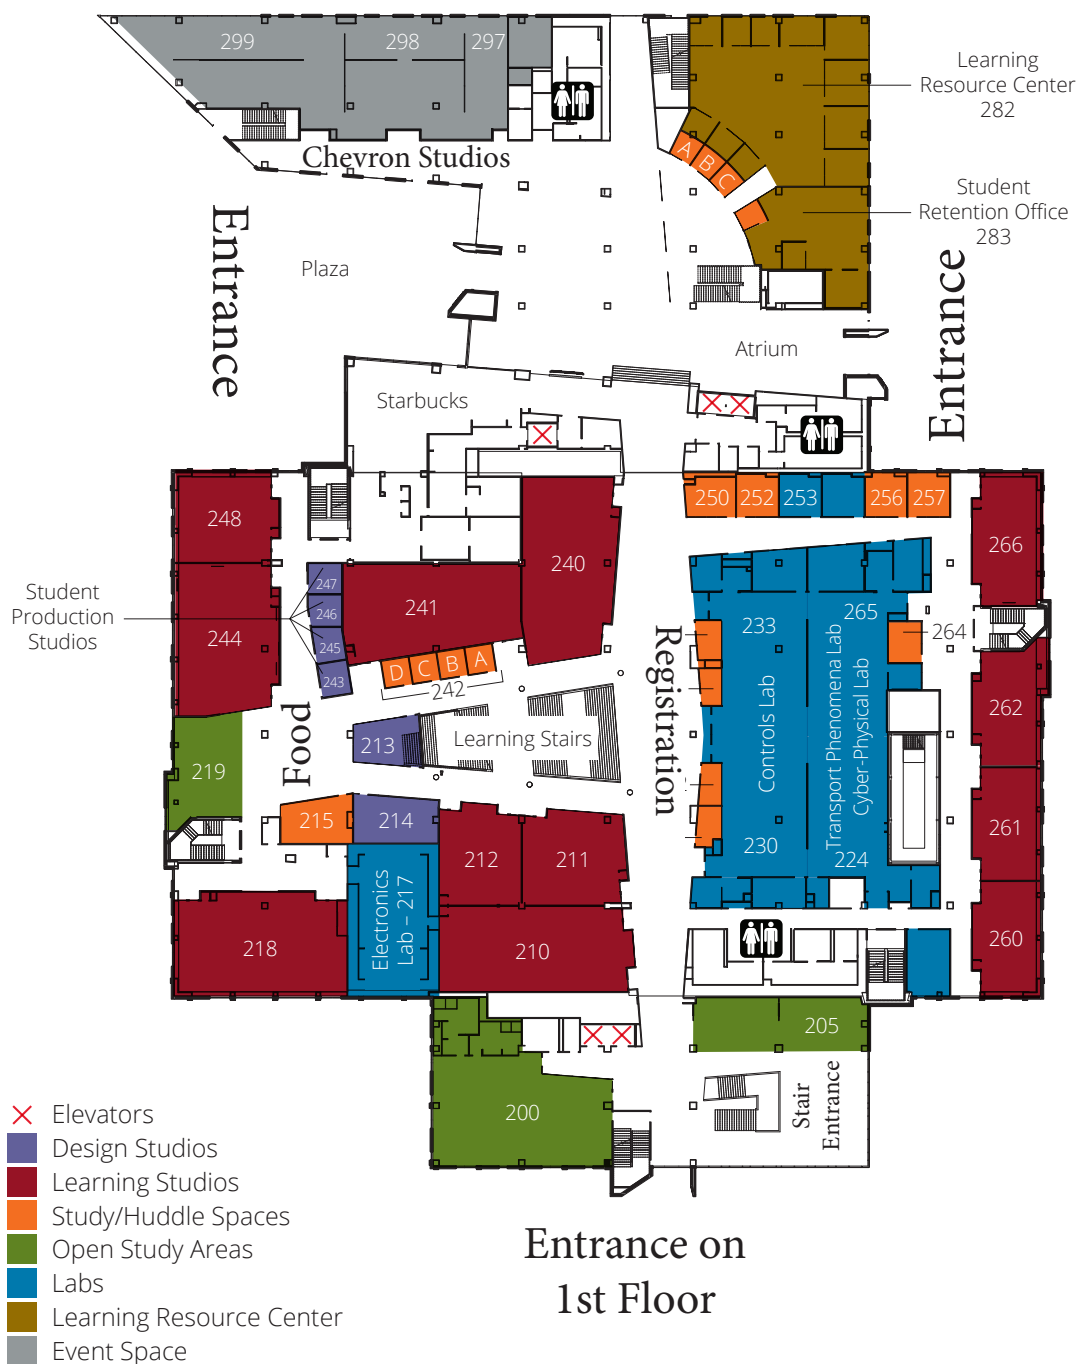 299
298
297
Learning
Resource Center
282
A
B
C
Chevron Studios
Student
Retention Office
283
Entrance
Plaza
Entrance
Atrium
Starbucks
248
240
250
252
253
256
257
266
Student
Production
Studios
247
246
245
243
244
241
D
C
B
A
242
233
265
264
Registration
Controls Lab
Transport Phenomena Lab
Cyber-Physical Lab
262
Food
213
Learning Stairs
219
215
214
212
211
230
224
261
Electronics
Lab – 217
218
210
260
205
200
Stair
Entrance
Elevators
Design Studios
Learning Studios
Study/Huddle Spaces
Open Study Areas
Labs
Learning Resource Center
Event Space
Entrance on
1st Floor